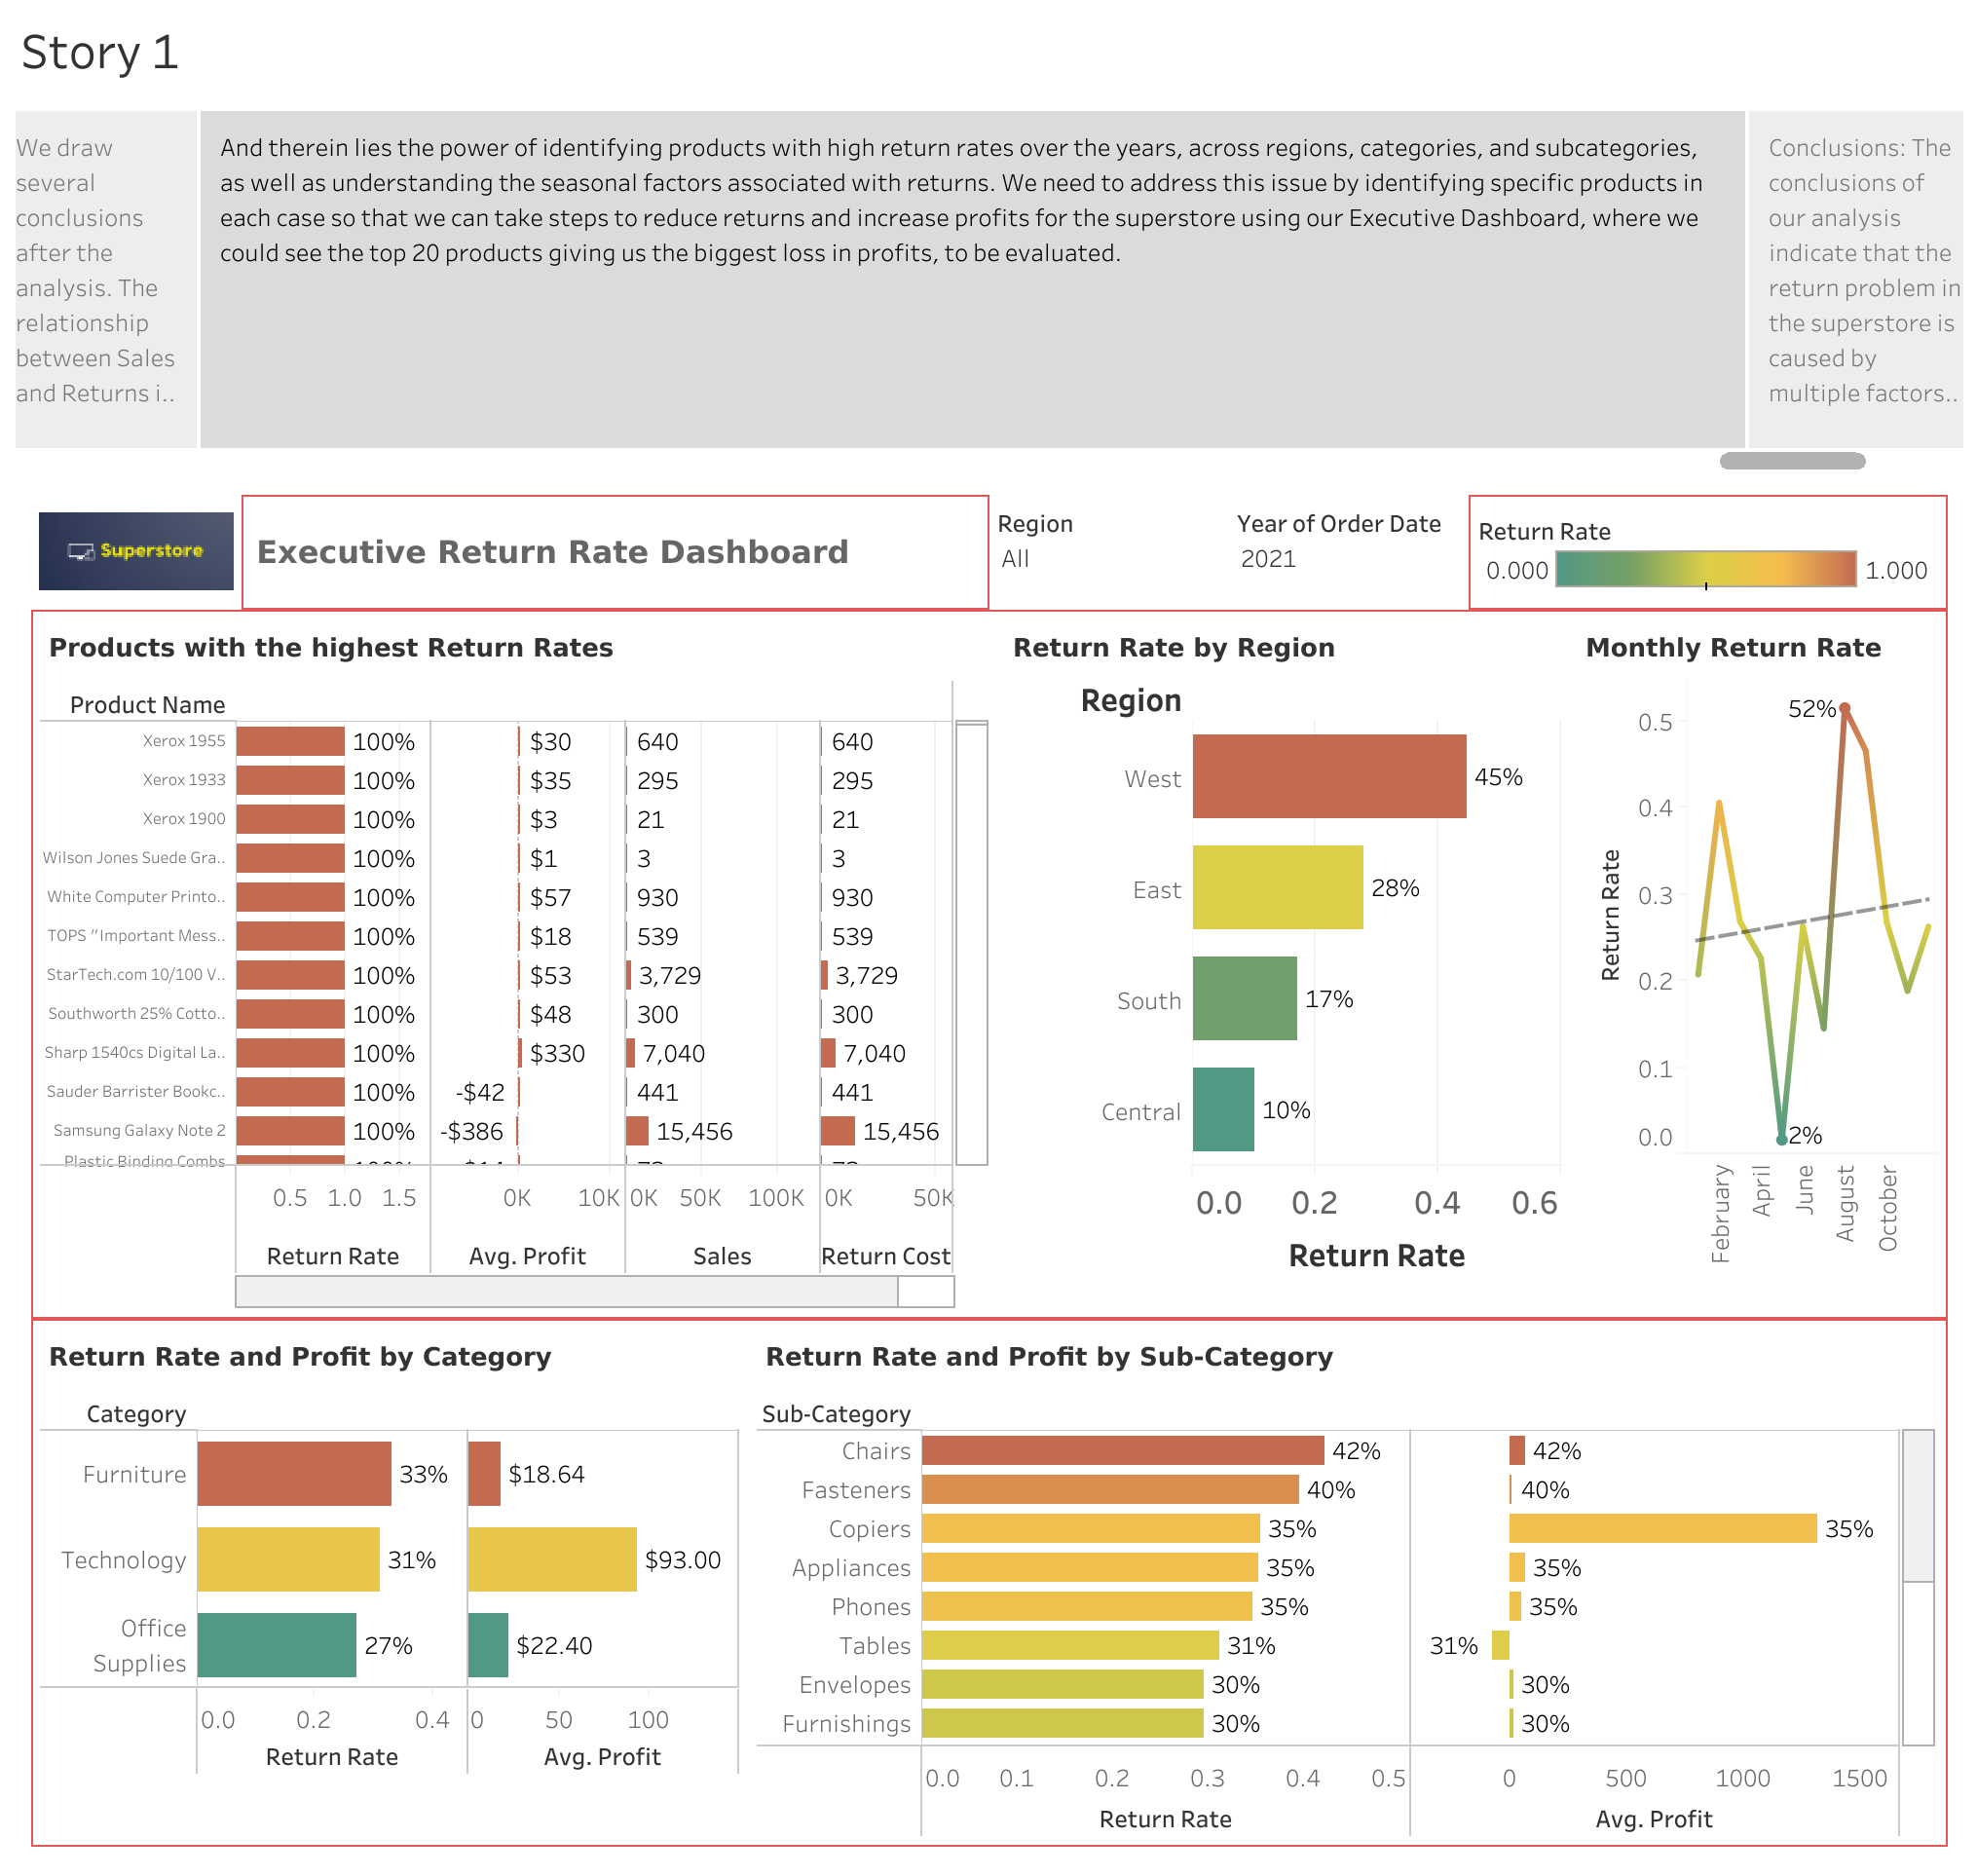 Story 1
We draw
several
conclusions
after the
analysis. The
relationship
between Sales
and Returns i..
And therein lies the power of identifying products with high return rates over the years, across regions, categories, and subcategories,
as well as understanding the seasonal factors associated with returns. We need to address this issue by identifying specific products in
each case so that we can take steps to reduce returns and increase profits for the superstore using our Executive Dashboard, where we
could see the top 20 products giving us the biggest loss in profits, to be evaluated.
Conclusions: The
conclusions of
our analysis
indicate that the
return problem in
the superstore is
caused by
multiple factors..
Superstore
Executive Return Rate Dashboard
Region
All
Year of Order Date
2021
Return Rate
0.000 1.000
Products with the highest Return Rates
Product Name
Xerox 1955 100% $30 640 640
Xerox 1933 100% $35 295 295
Xerox 1900 100% $3 21 21
Wilson Jones Suede Gra.. 100% $1 3 3
White Computer Printo.. 100% $57 930 930
TOPS "Important Mess.. 100% $18 539 539
StarTech.com 10/100 V.. 100% $53 3,729 3,729
Southworth 25% Cotto.. 100% $48 300 300
Sharp 1540cs Digital La.. 100% $330 7,040 7,040
Sauder Barrister Bookc.. 100% -$42 441 441
Samsung Galaxy Note 2 100% -$386 15,456 15,456
Plastic Binding Combs
0.5 1.0 1.5 0K 10K 0K 50K 100K 0K 50K
Return Rate Avg. Profit Sales Return Cost
Return Rate by Region
Region
West 45%
East 28%
South 17%
Central 10%
0.0 0.2 0.4 0.6
Return Rate
Monthly Return Rate
Return Rate
0.5
0.4
0.3
0.2
0.1
0.0
52%
2%
February
April
June
August
October
Return Rate and Profit by Category
Category
Furniture 33% $18.64
Technology 31% $93.00
Office
Supplies 27% $22.40
0.0 0.2 0.4 0 50 100
Return Rate Avg. Profit
Return Rate and Profit by Sub-Category
Sub-Category
Chairs 42% 42%
Fasteners 40% 40%
Copiers 35% 35%
Appliances 35% 35%
Phones 35% 35%
Tables 31% 31%
Envelopes 30% 30%
Furnishings 30% 30%
0.0 0.1 0.2 0.3 0.4 0.5 0 500 1000 1500
Return Rate Avg. Profit